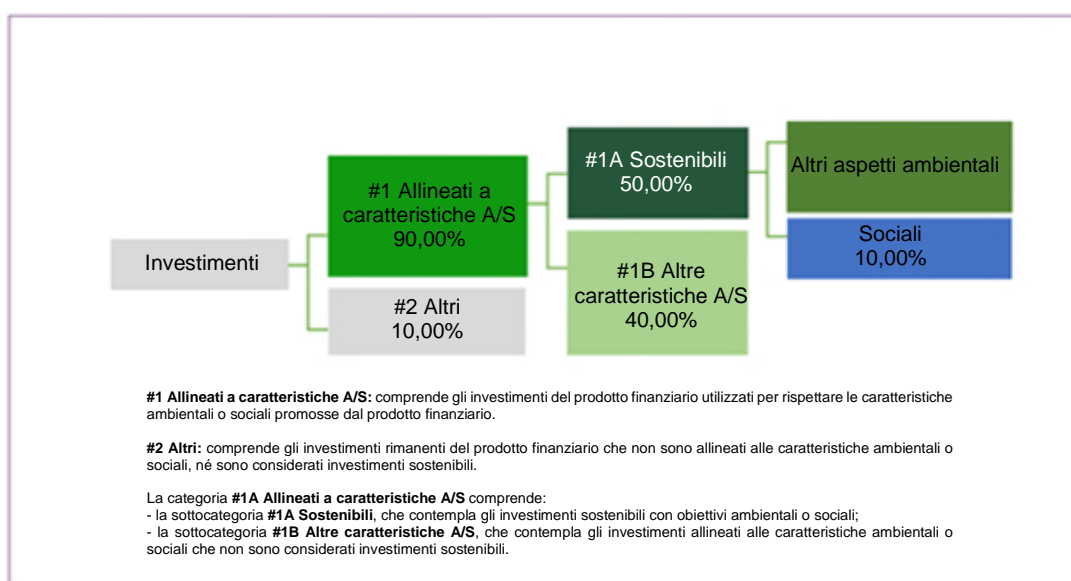 Investimenti
#1 Allineati a
caratteristiche A/S
90,00%
#2 Altri
10,00%
#1A Sostenibili
50,00%
#1B Altre
caratteristiche A/S
40,00%
Altri aspetti ambientali
Sociali
10,00%
#1 Allineati a caratteristiche A/S: comprende gli investimenti del prodotto finanziario utilizzati per rispettare le caratteristiche
ambientali o sociali promosse dal prodotto finanziario.
#2 Altri: comprende gli investimenti rimanenti del prodotto finanziario che non sono allineati alle caratteristiche ambientali o
sociali, né sono considerati investimenti sostenibili.
La categoria #1A Allineati a caratteristiche A/S comprende:
- la sottocategoria #1A Sostenibili, che contempla gli investimenti sostenibili con obiettivi ambientali o sociali;
- la sottocategoria #1B Altre caratteristiche A/S, che contempla gli investimenti allineati alle caratteristiche ambientali o
sociali che non sono considerati investimenti sostenibili.